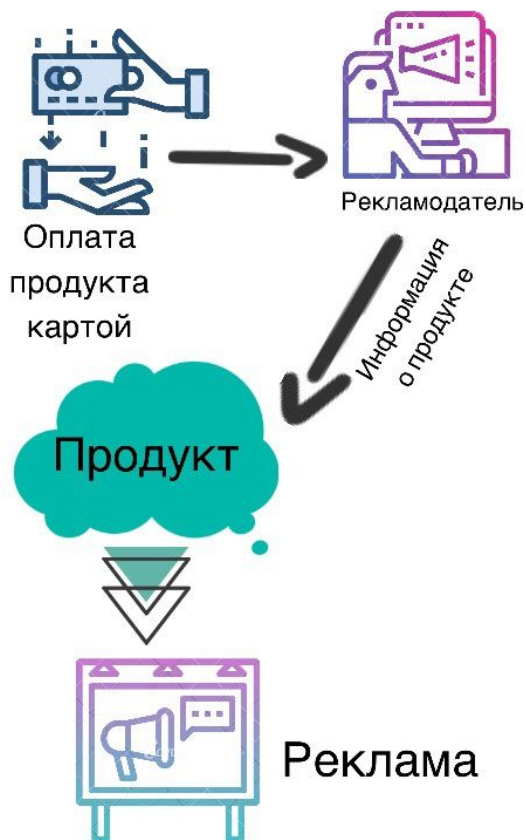 Оплата
продукта
картой
Рекламодатель
Информация
о продукте
Продукт
Реклама